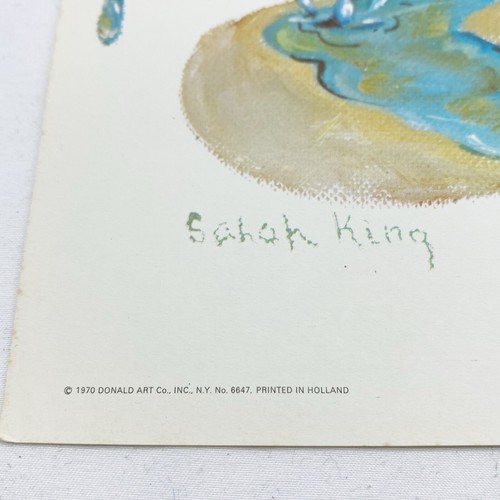 Sarah King
© 1970 DONALD ART Co., INC., N.Y. No. 6647, PRINTED IN HOLLAND